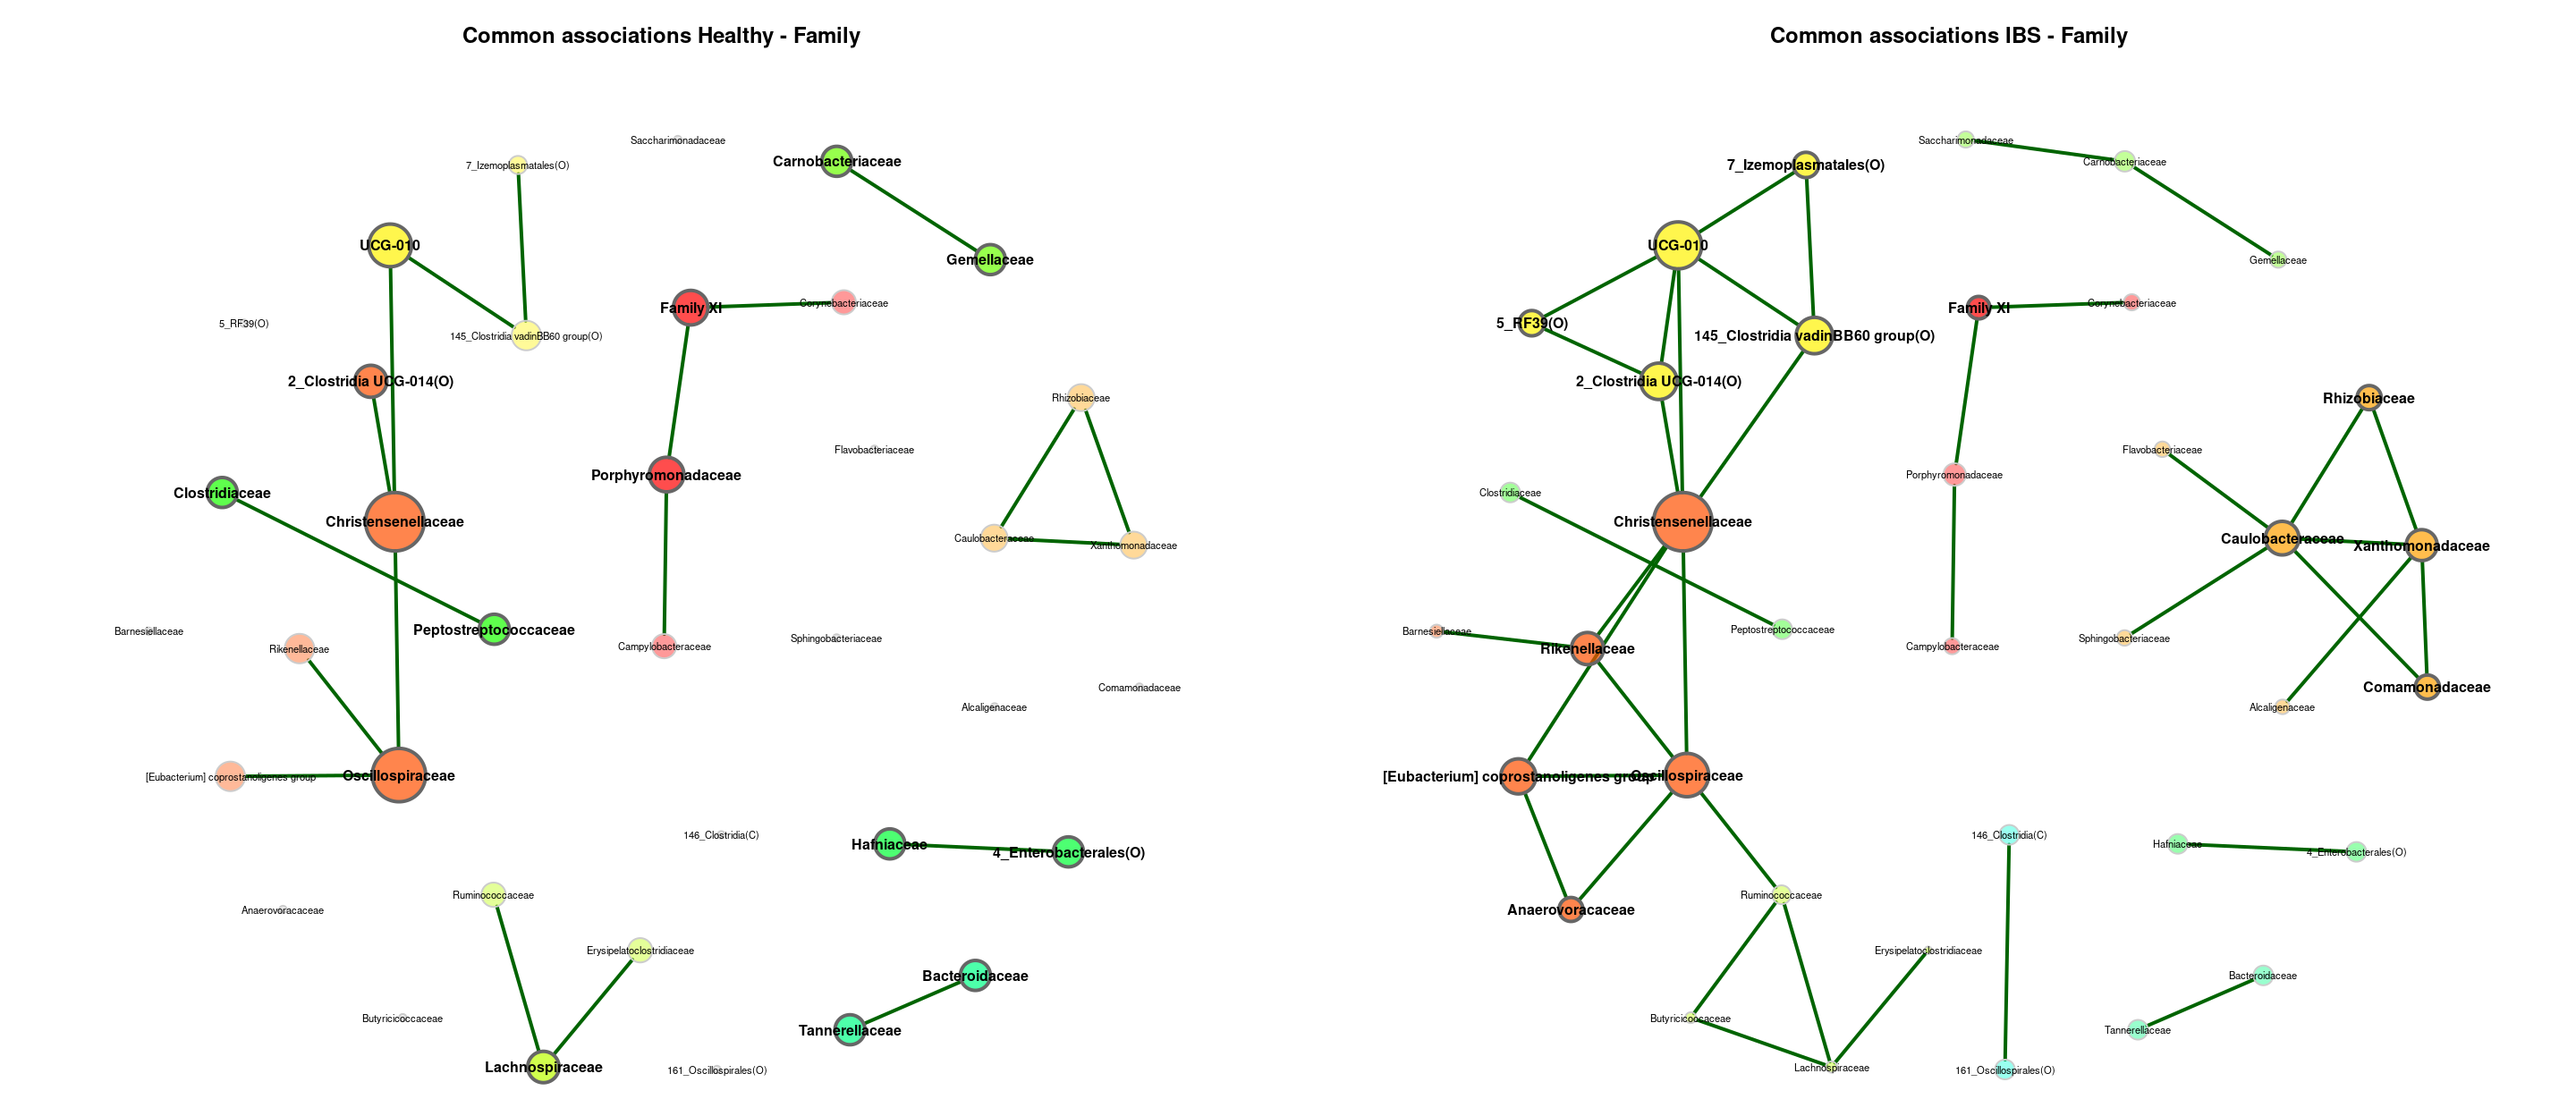 Common associations Healthy - Family
Saccharimonadaceae
Carnobacteriaceae
7_Izemoplasmatales(O)
UCG-010
Gemellaceae
Family XI
Corynebacteriaceae
5_RF39(O)
145_Clostridia vadinBB60 group(O)
2_Clostridia UCG-014(O)
Rhizobiaceae
Flavobacteriaceae
Porphyromonadaceae
Clostridiaceae
Christensenellaceae
Caulobacteraceae
Xanthomonadaceae
Barnesiellaceae
Peptostreptococcaceae
Sphingobacteriaceae
Rikenellaceae
Campylobacteraceae
Comamonadaceae
Alcaligenaceae
[Eubacterium] coprostanoligenes group
Oscillospiraceae
146_Clostridia(C)
Hafniaceae
4_Enterobacterales(O)
Ruminococcaceae
Anaerovoracaceae
Erysipelatoclostridiaceae
Bacteroidaceae
Butyricicoccaceae
Tannerellaceae
Lachnospiraceae
161_Oscillospirales(O)
Common associations IBS - Family
Saccharimonadaceae
Carnobacteriaceae
7_Izemoplasmatales(O)
UCG-010
Gemellaceae
Family XI
Corynebacteriaceae
5_RF39(O)
145_Clostridia vadinBB60 group(O)
2_Clostridia UCG-014(O)
Rhizobiaceae
Flavobacteriaceae
Porphyromonadaceae
Clostridiaceae
Christensenellaceae
Caulobacteraceae
Xanthomonadaceae
Barnesiellaceae
Peptostreptococcaceae
Sphingobacteriaceae
Rikenellaceae
Campylobacteraceae
Comamonadaceae
Alcaligenaceae
[Eubacterium] coprostanoligenes group
Oscillospiraceae
146_Clostridia(C)
Hafniaceae
4_Enterobacterales(O)
Ruminococcaceae
Anaerovoracaceae
Erysipelatoclostridiaceae
Bacteroidaceae
Butyricicoccaceae
Tannerellaceae
Lachnospiraceae
161_Oscillospirales(O)